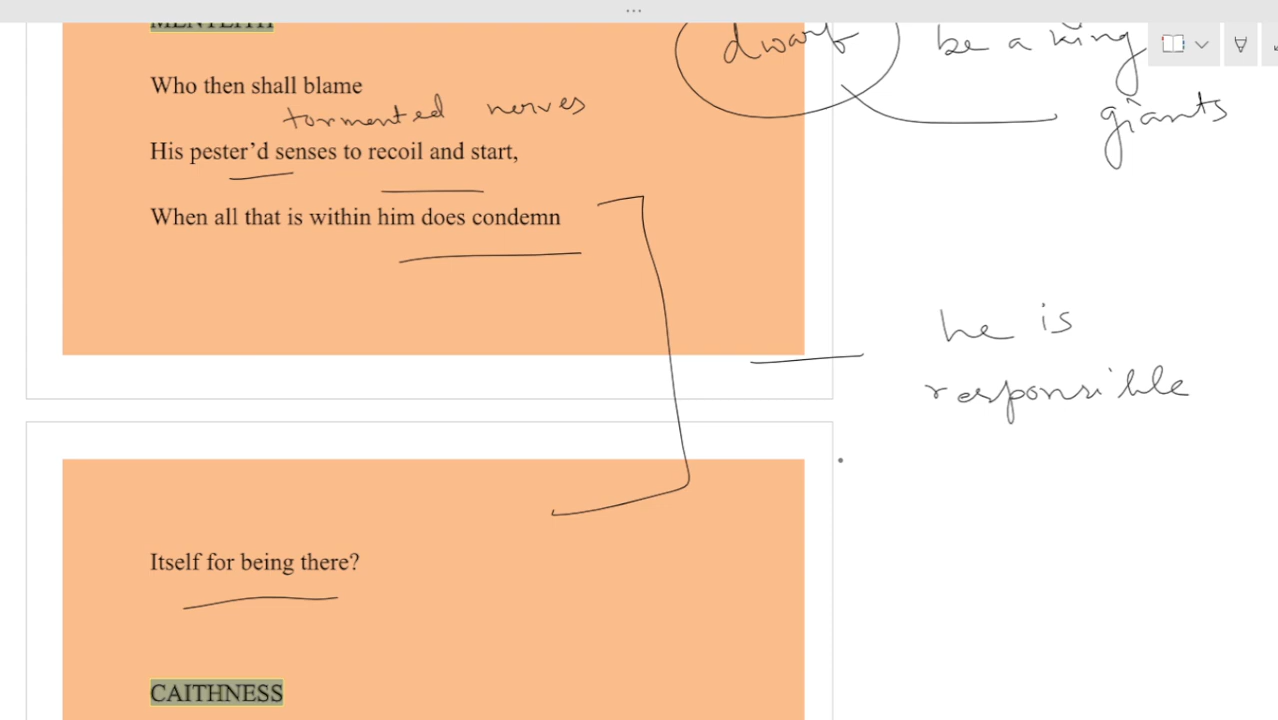 MENTEITH
dwarf be a king
giants
Who then shall blame
tormented nerves
His pester’d senses to recoil and start,
When all that is within him does condemn
he is
responsible
Itself for being there?
CAITHNESS